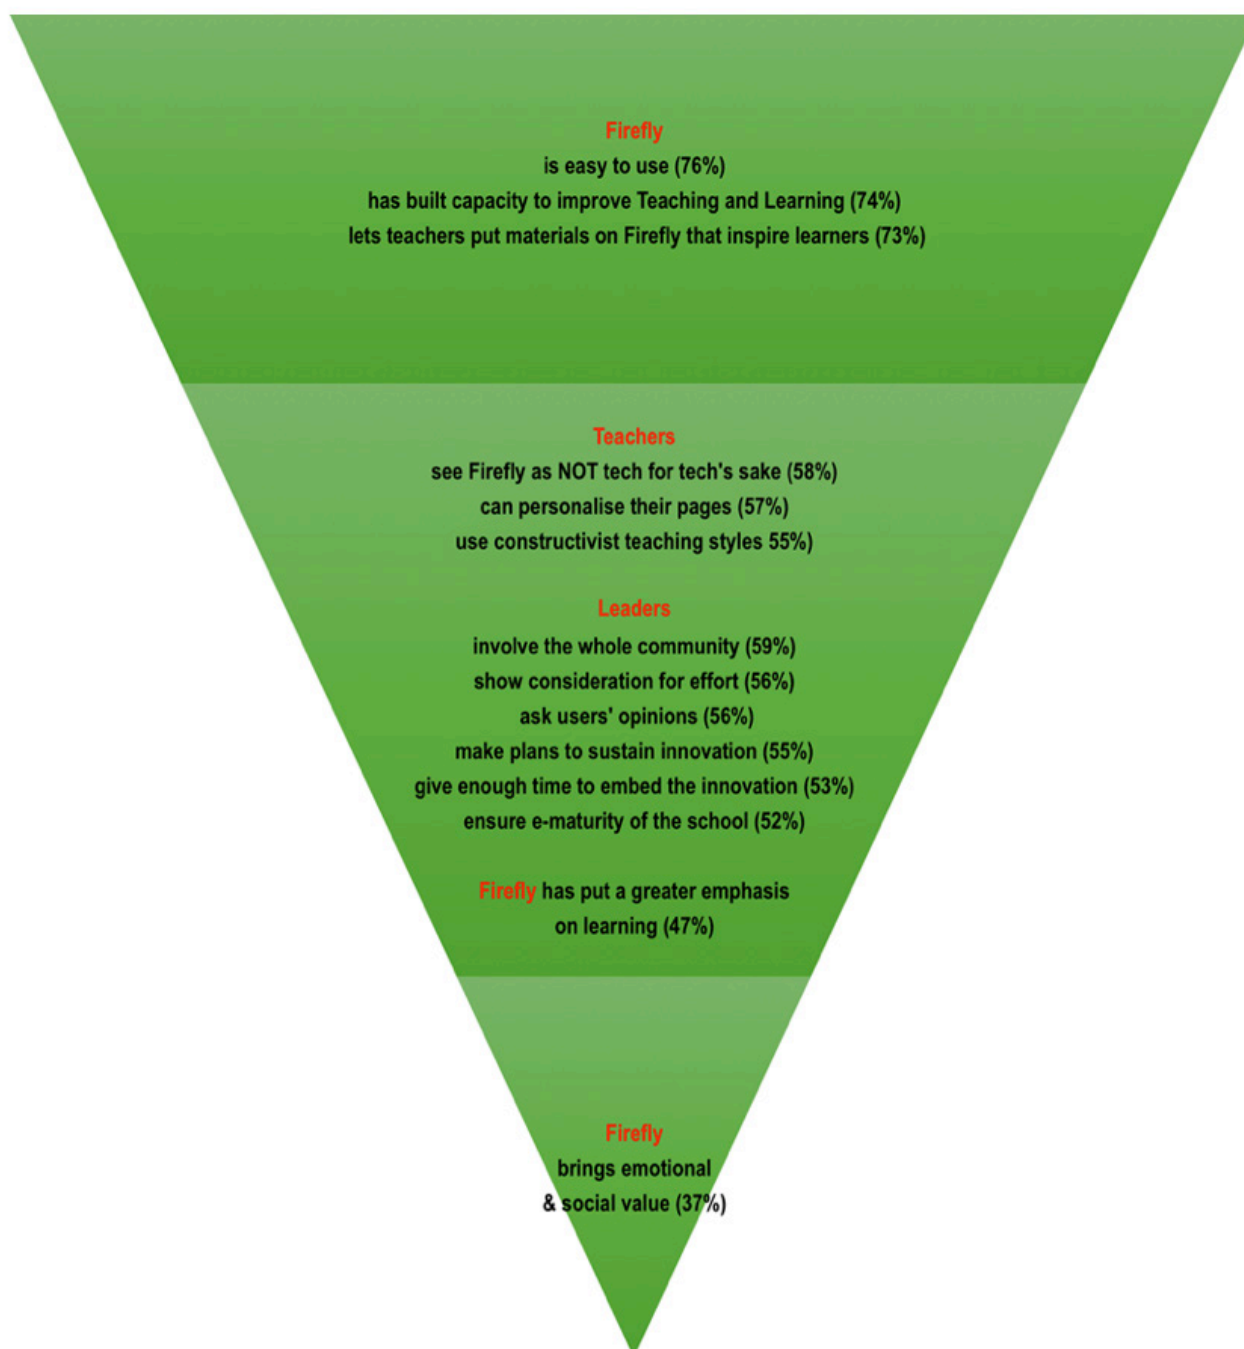 Firefly
is easy to use (76%)
has built capacity to improve Teaching and Learning (74%)
lets teachers put materials on Firefly that inspire learners (73%)
Teachers
see Firefly as NOT tech for tech's sake (58%)
can personalise their pages (57%)
use constructivist teaching styles 55%)
Leaders
involve the whole community (59%)
show consideration for effort (56%)
ask users' opinions (56%)
make plans to sustain innovation (55%)
give enough time to embed the innovation (53%)
ensure e-maturity of the school (52%)
Firefly has put a greater emphasis
on learning (47%)
Firefly
brings emotional
& social value (37%)